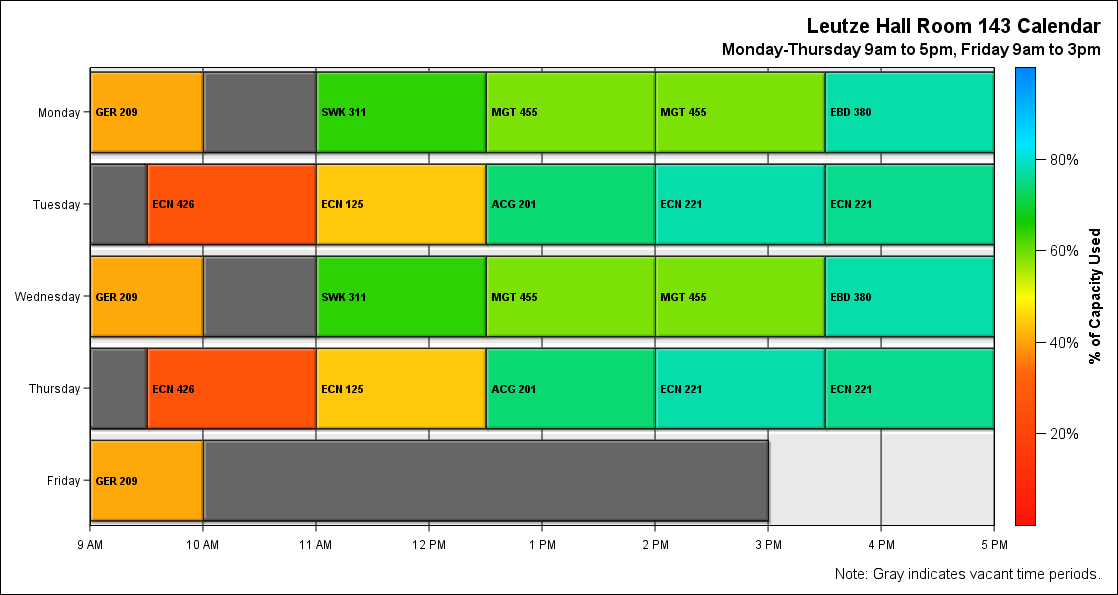 Leutze Hall Room 143 Calendar
Monday-Thursday 9am to 5pm, Friday 9am to 3pm
Monday
GER 209
SWK 311
MGT 455
MGT 455
EBD 380
Tuesday
ECN 426
ECN 125
ACG 201
ECN 221
ECN 221
Wednesday
GER 209
SWK 311
MGT 455
MGT 455
EBD 380
Thursday
ECN 426
ECN 125
ACG 201
ECN 221
ECN 221
Friday
GER 209
9 AM
10 AM
11 AM
12 PM
1 PM
2 PM
3 PM
4 PM
5 PM
80%
60%
40%
20%
% of Capacity Used
Note: Gray indicates vacant time periods.